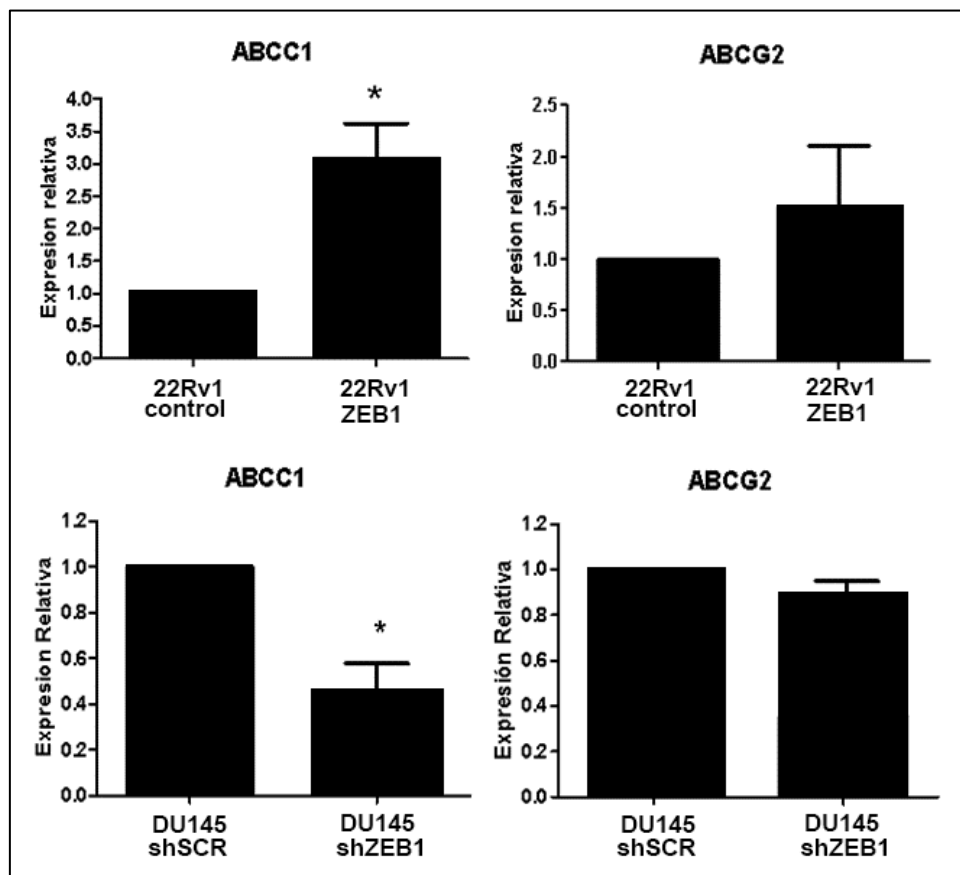 ABCC1
*
Expresion relativa
4.0
3.5
3.0
2.5
2.0
1.5
1.0
0.5
0.0
22Rv1
control
22Rv1
ZEB1
ABCG2
Expresion relativa
2.5
2.0
1.5
1.0
0.5
0.0
22Rv1
control
22Rv1
ZEB1
ABCC1
*
Expresión Relativa
1.2
1.0
0.8
0.6
0.4
0.2
0.0
DU145
shSCR
DU145
shZEB1
ABCG2
Expresión Relativa
1.2
1.0
0.8
0.6
0.4
0.2
0.0
DU145
shSCR
DU145
shZEB1